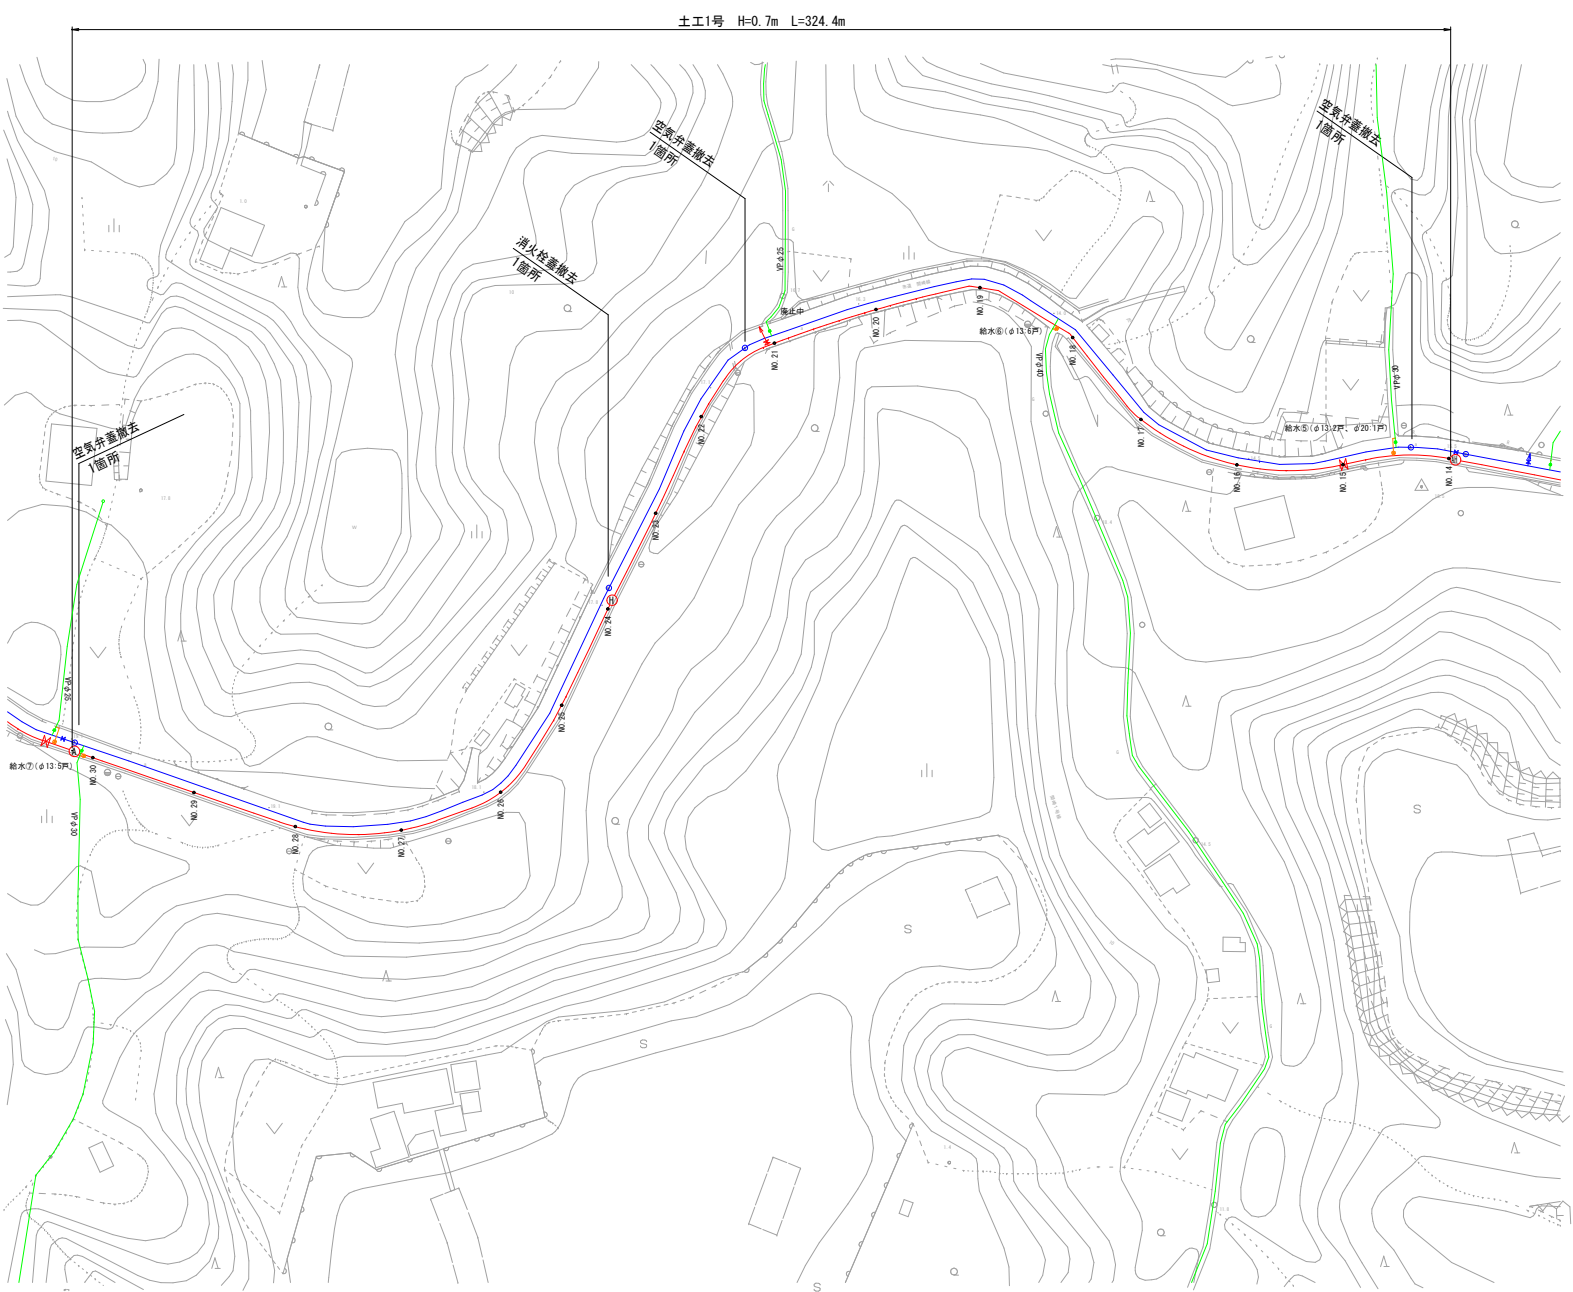 土工1号　H=0.7m　L=324.4m
空気弁蓋撤去
1箇所
空気弁蓋撤去
1箇所
消火栓蓋撤去
1箇所
空気弁蓋撤去
1箇所
VPφ25
廃止中
給水⑥(φ13:6戸)
VPφ40
VPφ30
給水⑤(φ13:2戸、φ20:1戸)
NO.14
NO.15
NO.16
NO.17
NO.18
NO.19
NO.20
NO.21
NO.22
NO.23
H
NO.24
NO.25
NO.26
NO.27
NO.28
NO.29
NO.30
A
VPφ25
給水⑦(φ13:5戸)
VPφ30